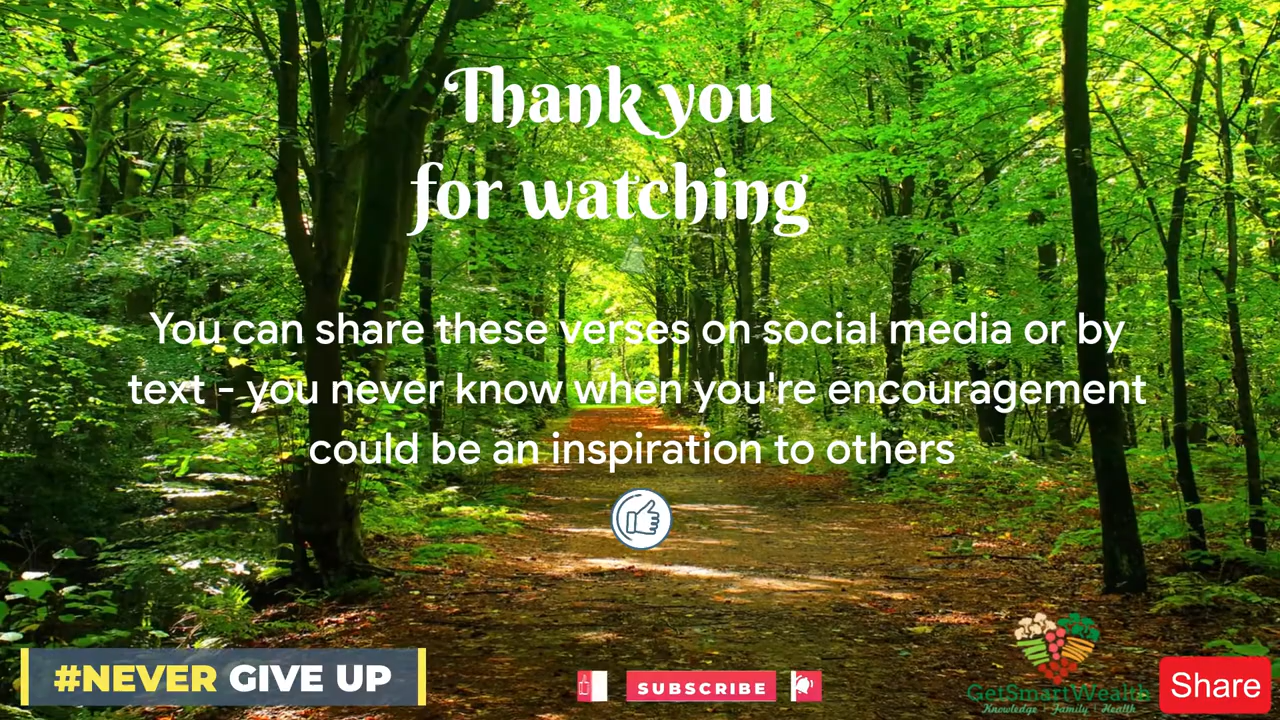 Thank you
for watching
You can share these verses on social media or by
text - you never know when you're encouragement
could be an inspiration to others
#NEVER GIVE UP
SUBSCRIBE
GetSmartWealth
Knowledge | Family | Health
Share